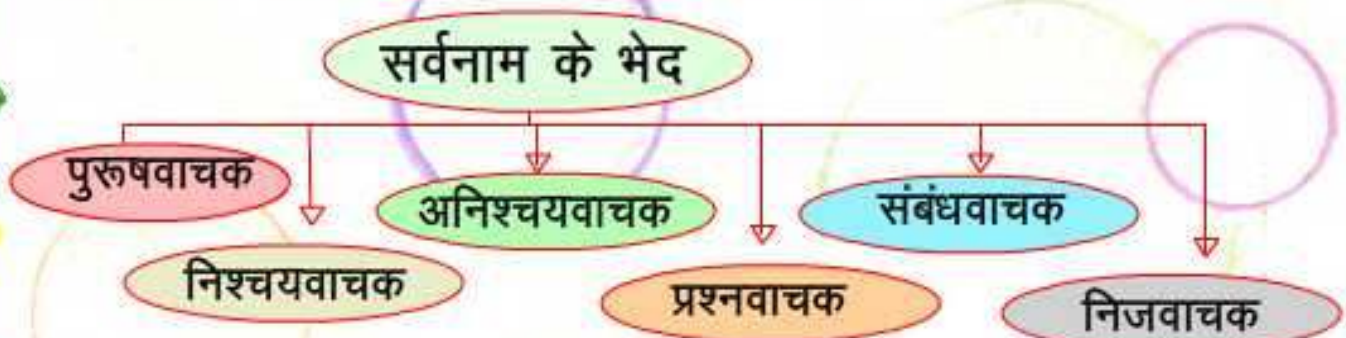 सर्वनाम के भेद
पुरूषवाचक
अनिश्चयवाचक
संबंधवाचक
निश्चयवाचक
प्रश्नवाचक
निजवाचक